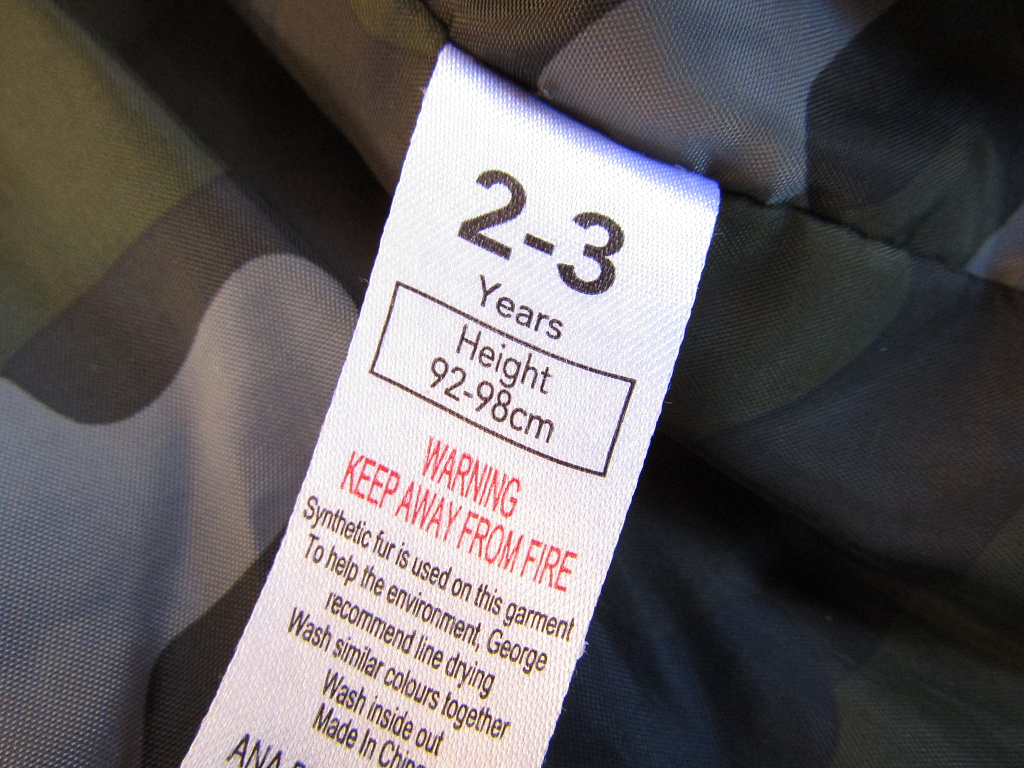 2-3
Years
Height
92-98cm
WARNING
KEEP AWAY FROM FIRE
Synthetic fur is used on this garment
To help the environment, George
recommend line drying
Wash similar colours together
Wash inside out
Made In China
ANA